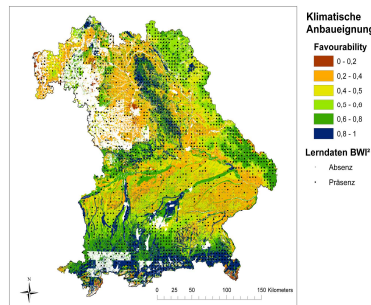 Klimatische
Anbaueignung
Favourability
0 - 0,2
0,2 - 0,4
0,4 - 0,5
0,5 - 0,6
0,6 - 0,8
0,8 - 1
Lerndaten BWI²
Absenz
Präsenz
N
0 25 50 100 150 Kilometers